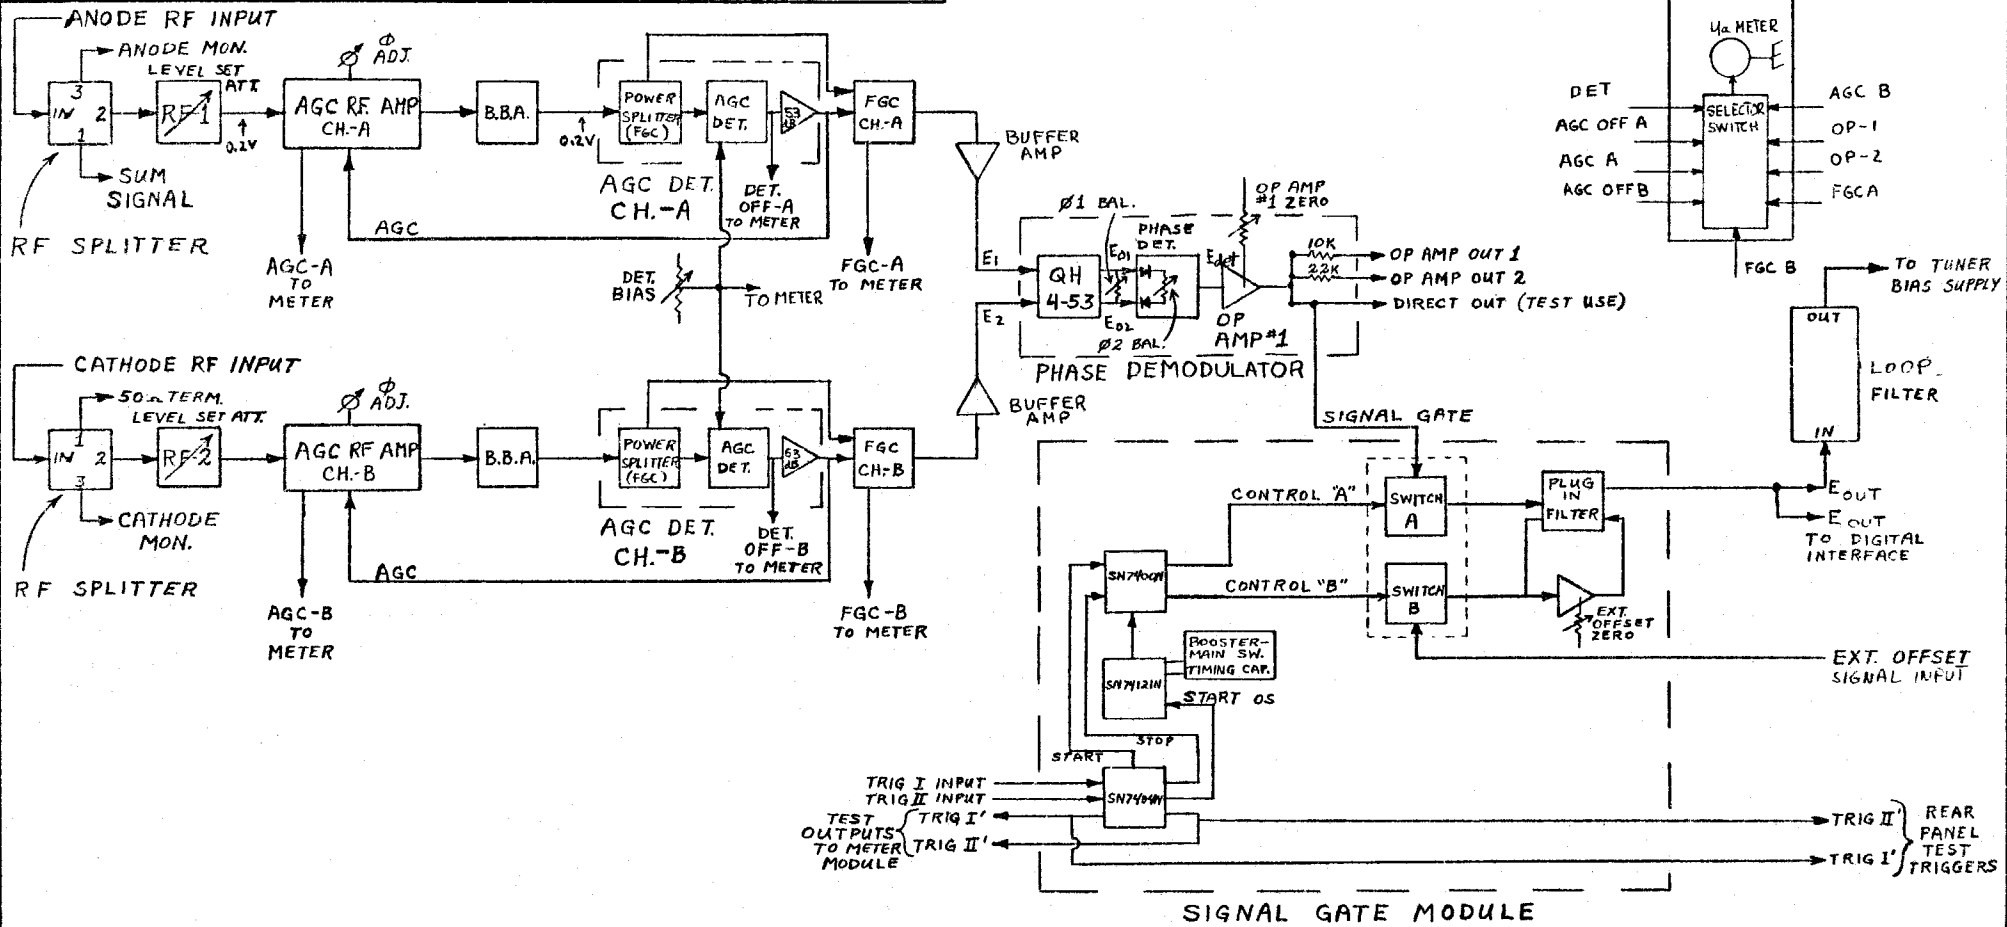 ANODE RF INPUT
ANODE MON.
LEVEL SET
ATT.
3
IN 2
1
RF-1
0.2V
SUM
SIGNAL
RF SPLITTER
Φ
ADJ.
AGC R.F. AMP
CH.-A
AGC-A
TO
METER
B.B.A.
0.2V
POWER
SPLITTER
(FGC)
AGC
DET.
53
dB
AGC DET.
CH.-A
DET.
OFF-A
TO METER
AGC
FGC
CH.-A
FGC-A
TO METER
DET.
BIAS
TO METER
BUFFER
AMP
E1
E2
Ø1 BAL.
QH
4-53
EO1
EO2
PHASE
DET.
Ø2 BAL.
Edet
OP AMP
#1 ZERO
OP
AMP#1
10K
22K
OP AMP OUT 1
OP AMP OUT 2
DIRECT OUT (TEST USE)
PHASE DEMODULATOR
BUFFER
AMP
Ua METER
SELECTOR
SWITCH
DET
AGC OFF A
AGC A
AGC OFF B
AGC B
OP-1
OP-2
FGC A
FGC B
TO TUNER
BIAS SUPPLY
OUT
LOOP
FILTER
IN
CATHODE RF INPUT
50Ω TERM.
LEVEL SET ATT.
1
IN 2
3
RF-2
CATHODE
MON.
RF SPLITTER
Φ
ADJ.
AGC RF AMP
CH.-B
AGC-B
TO
METER
B.B.A.
POWER
SPLITTER
(FGC)
AGC
DET.
53
dB
AGC DET.
CH.-B
DET.
OFF-B
TO METER
AGC
FGC
CH.-B
FGC-B
TO METER
SIGNAL GATE
CONTROL "A"
SWITCH
A
PLUG
IN
FILTER
EOUT
EOUT
TO DIGITAL
INTERFACE
SN7400N
CONTROL "B"
SWITCH
B
EXT.
OFFSET
ZERO
BOOSTER-
MAIN SW.
TIMING CAP.
SN74121N
START OS
EXT. OFFSET
SIGNAL INPUT
STOP
START
TRIG I INPUT
TRIG II INPUT
SN7404N
TEST
OUTPUTS
TO METER
MODULE
TRIG I'
TRIG II'
TRIG II'
TRIG I'
REAR
PANEL
TEST
TRIGGERS
SIGNAL GATE MODULE